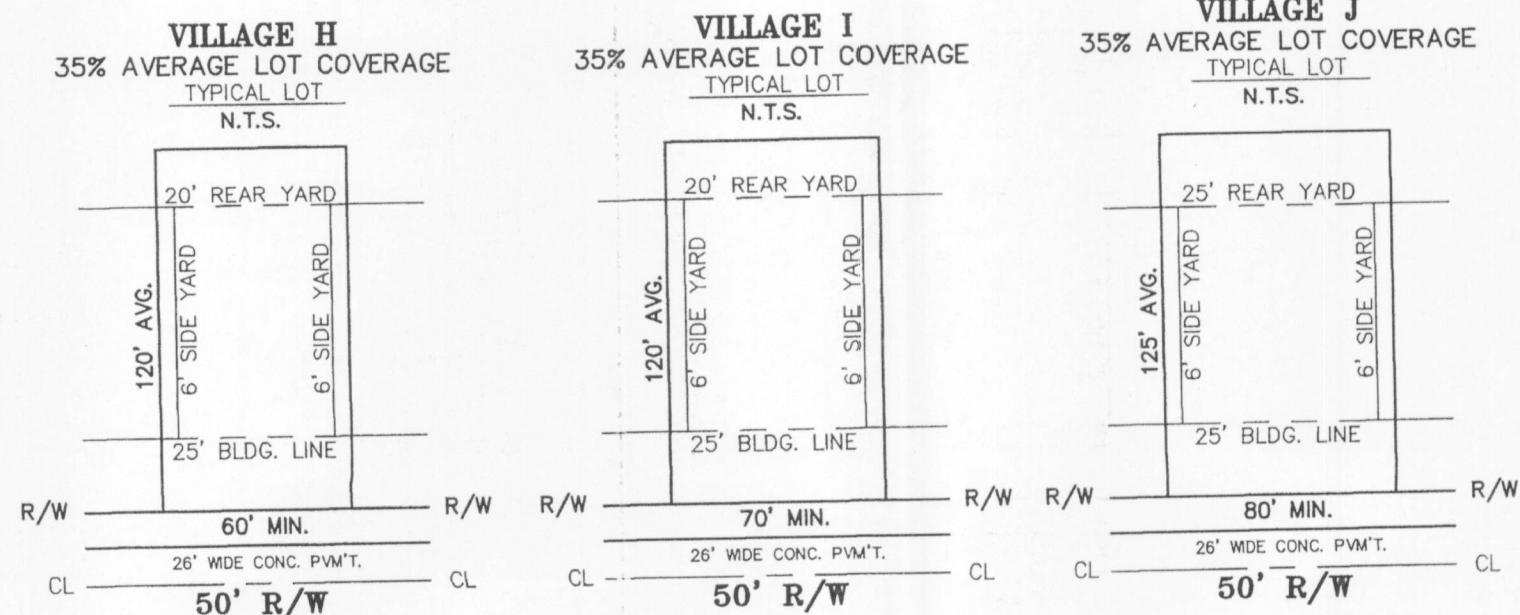 VILLAGE H
35% AVERAGE LOT COVERAGE
TYPICAL LOT
N.T.S.
20' REAR YARD
120' AVG.
6' SIDE YARD
6' SIDE YARD
25' BLDG. LINE
R/W
R/W
60' MIN.
26' WIDE CONC. PVM'T.
CL
CL
50' R/W
VILLAGE I
35% AVERAGE LOT COVERAGE
TYPICAL LOT
N.T.S.
20' REAR YARD
120' AVG.
6' SIDE YARD
6' SIDE YARD
25' BLDG. LINE
R/W
R/W
70' MIN.
26' WIDE CONC. PVM'T.
CL
CL
50' R/W
VILLAGE J
35% AVERAGE LOT COVERAGE
TYPICAL LOT
N.T.S.
25' REAR YARD
125' AVG.
6' SIDE YARD
6' SIDE YARD
25' BLDG. LINE
R/W
R/W
80' MIN.
26' WIDE CONC. PVM'T.
CL
CL
50' R/W